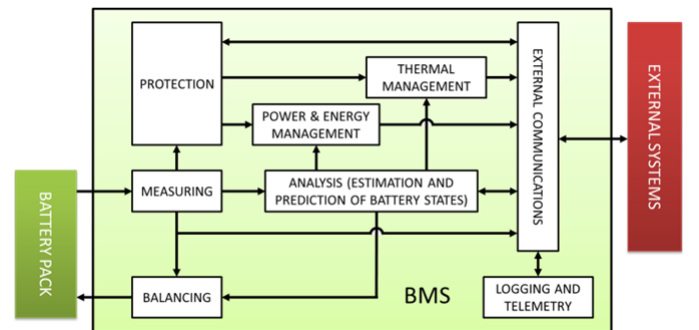 PROTECTION
THERMAL
MANAGEMENT
POWER & ENERGY
MANAGEMENT
MEASURING
ANALYSIS (ESTIMATION AND
PREDICTION OF BATTERY STATES)
BALANCING
BMS
LOGGING AND
TELEMETRY
EXTERNAL COMMUNICATIONS
BATTERY PACK
EXTERNAL SYSTEMS